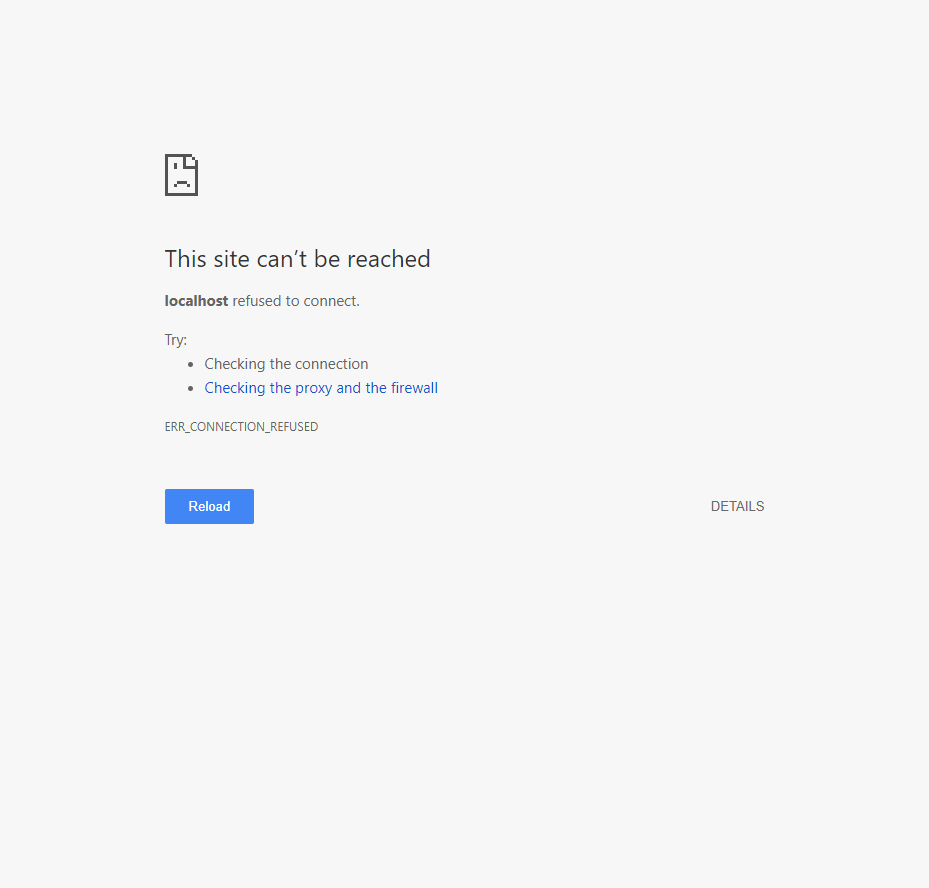 This site can’t be reached
localhost refused to connect.
Try:
Checking the connection
Checking the proxy and the firewall
ERR_CONNECTION_REFUSED
Reload
DETAILS